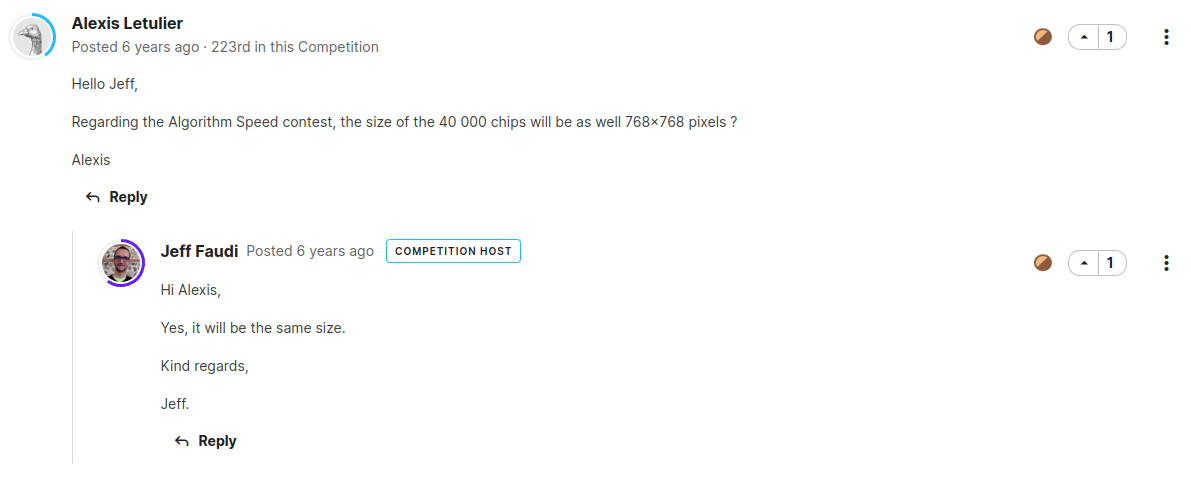 Alexis Letulier
Posted 6 years ago · 223rd in this Competition
1
Hello Jeff,
Regarding the Algorithm Speed contest, the size of the 40 000 chips will be as well 768×768 pixels ?
Alexis
Reply
Jeff Faudi Posted 6 years ago COMPETITION HOST
1
Hi Alexis,
Yes, it will be the same size.
Kind regards,
Jeff.
Reply